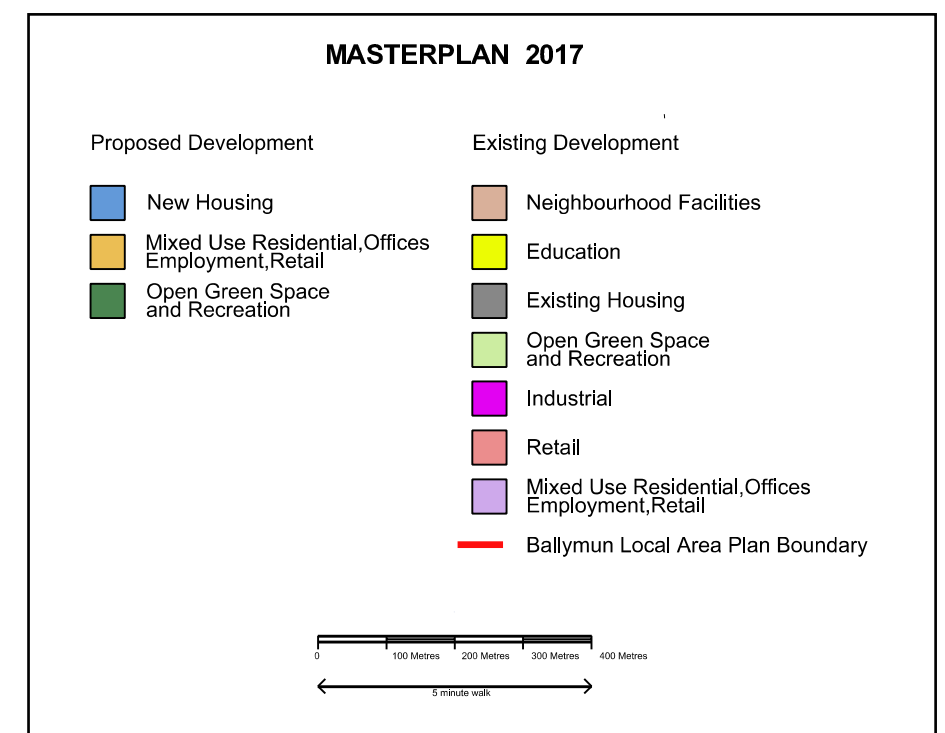 MASTERPLAN 2017
Proposed Development
New Housing
Mixed Use Residential,Offices
Employment,Retail
Open Green Space
and Recreation
Existing Development
Neighbourhood Facilities
Education
Existing Housing
Open Green Space
and Recreation
Industrial
Retail
Mixed Use Residential,Offices
Employment,Retail
Ballymun Local Area Plan Boundary
0 100 Metres 200 Metres 300 Metres 400 Metres
5 minute walk